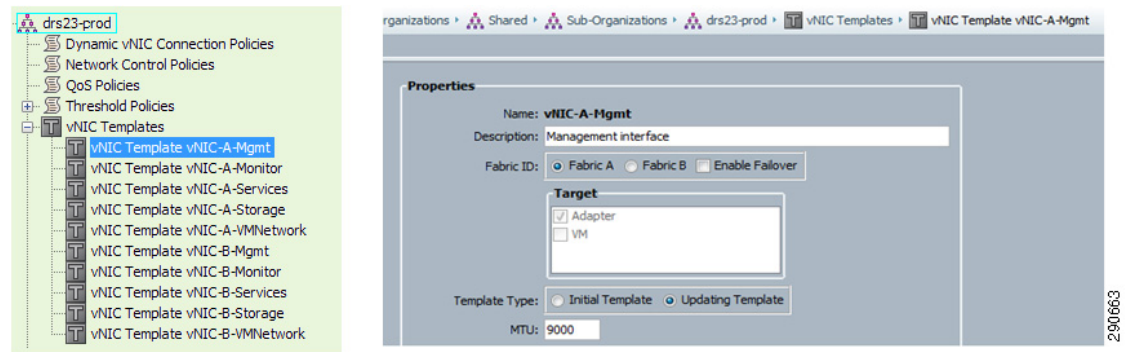 drs23-prod
Dynamic vNIC Connection Policies
Network Control Policies
QoS Policies
Threshold Policies
vNIC Templates
vNIC Template vNIC-A-Mgmt
vNIC Template vNIC-A-Monitor
vNIC Template vNIC-A-Services
vNIC Template vNIC-A-Storage
vNIC Template vNIC-A-VMNetwork
vNIC Template vNIC-B-Mgmt
vNIC Template vNIC-B-Monitor
vNIC Template vNIC-B-Services
vNIC Template vNIC-B-Storage
vNIC Template vNIC-B-VMNetwork
rganizations Shared Sub-Organizations drs23-prod vNIC Templates vNIC Template vNIC-A-Mgmt
Properties
Name: vNIC-A-Mgmt
Description: Management interface
Fabric ID: Fabric A Fabric B Enable Failover
Target
Adapter
VM
Template Type: Initial Template Updating Template
MTU: 9000
290663